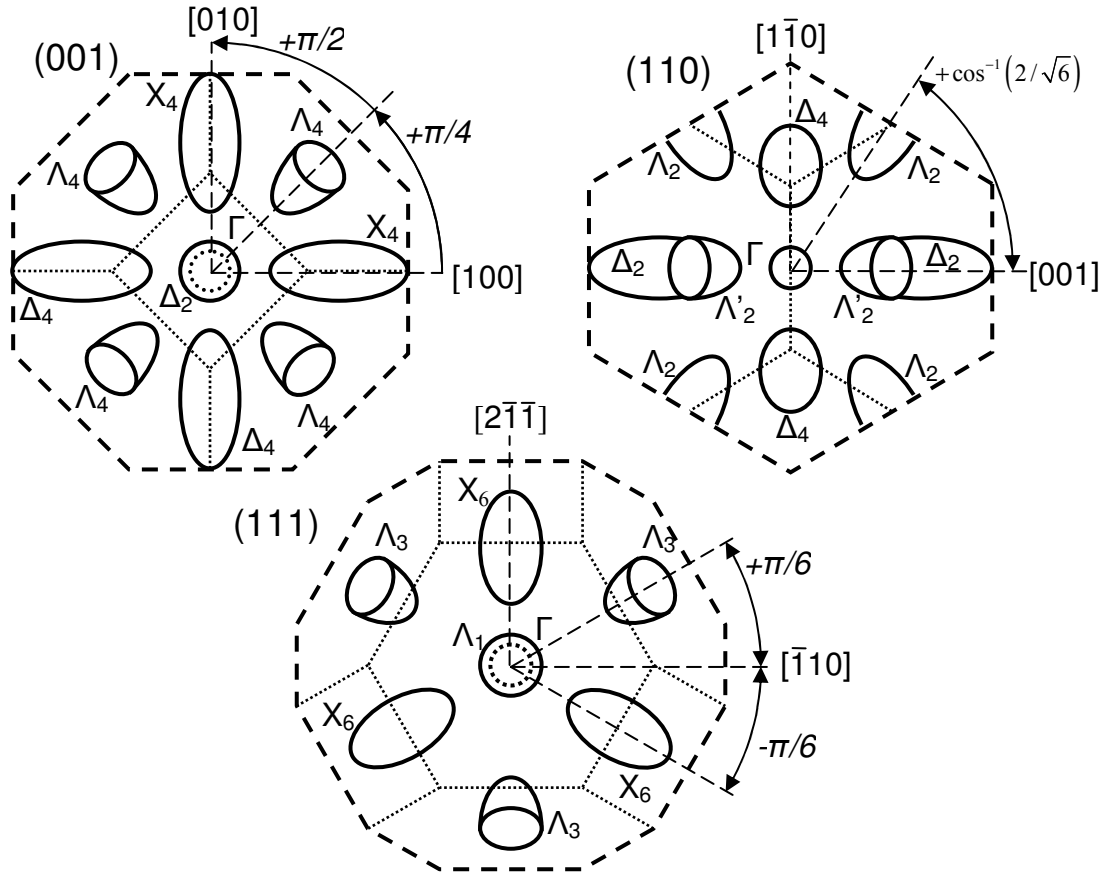 (001)
[010]
+π/2
X₄
Λ₄
Λ₄
+π/4
Γ
X₄
[100]
Δ₄
Δ₂
Λ₄
Λ₄
Δ₄
(110)
[11̅0]
+cos⁻¹(2/√6)
Δ₄
Λ₂
Λ₂
Δ₂
Γ
Δ₂
[001]
Λ'₂
Λ'₂
Λ₂
Λ₂
Δ₄
(111)
[21̅1̅]
X₆
Λ₃
Λ₃
+π/6
Λ₁
Γ
[1̅10]
X₆
-π/6
X₆
Λ₃